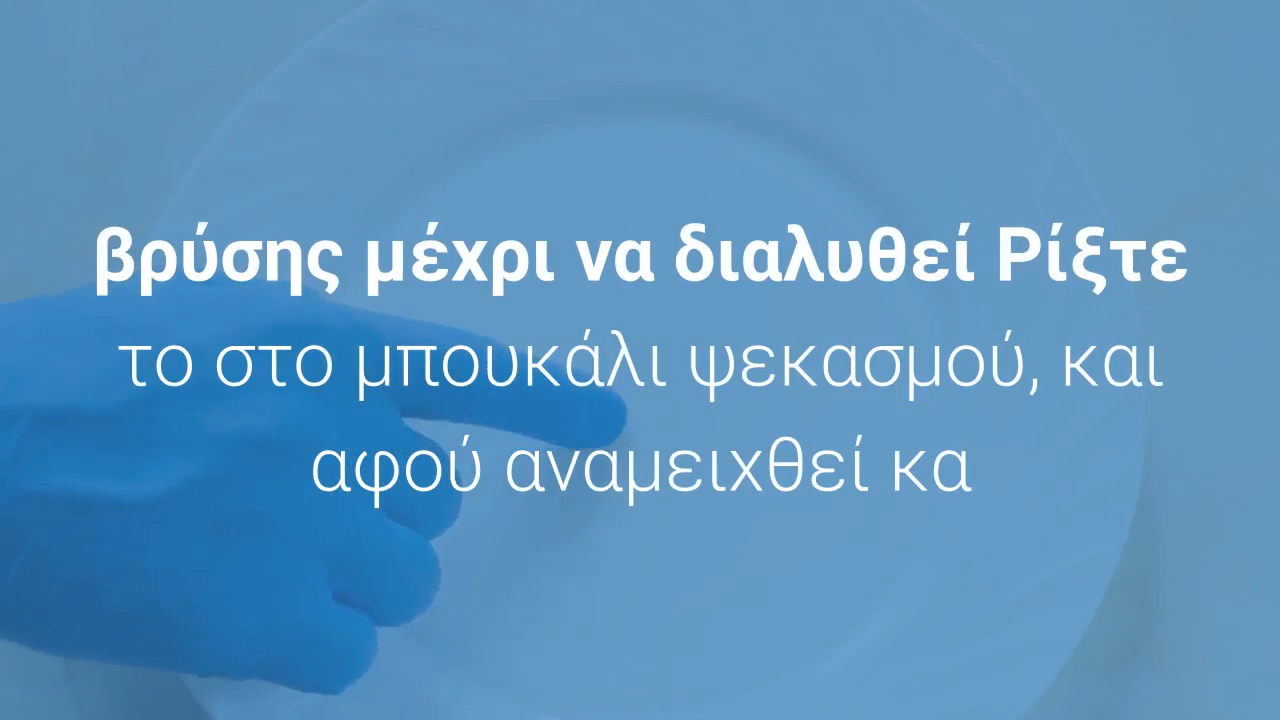 βρύσης μέχρι να διαλυθεί Ρίξτε
το στο μπουκάλι ψεκασμού, και
αφού αναμειχθεί κα